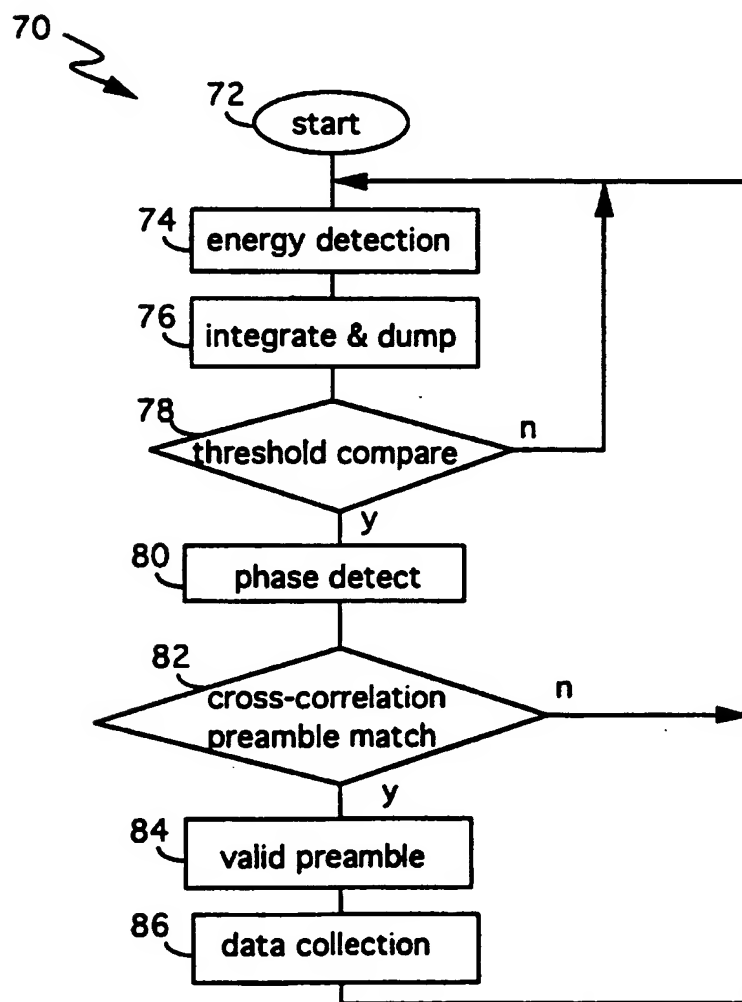 70
72
start
74
energy detection
76
integrate & dump
78
threshold compare
n
y
80
phase detect
82
cross-correlation
preamble match
n
y
84
valid preamble
86
data collection